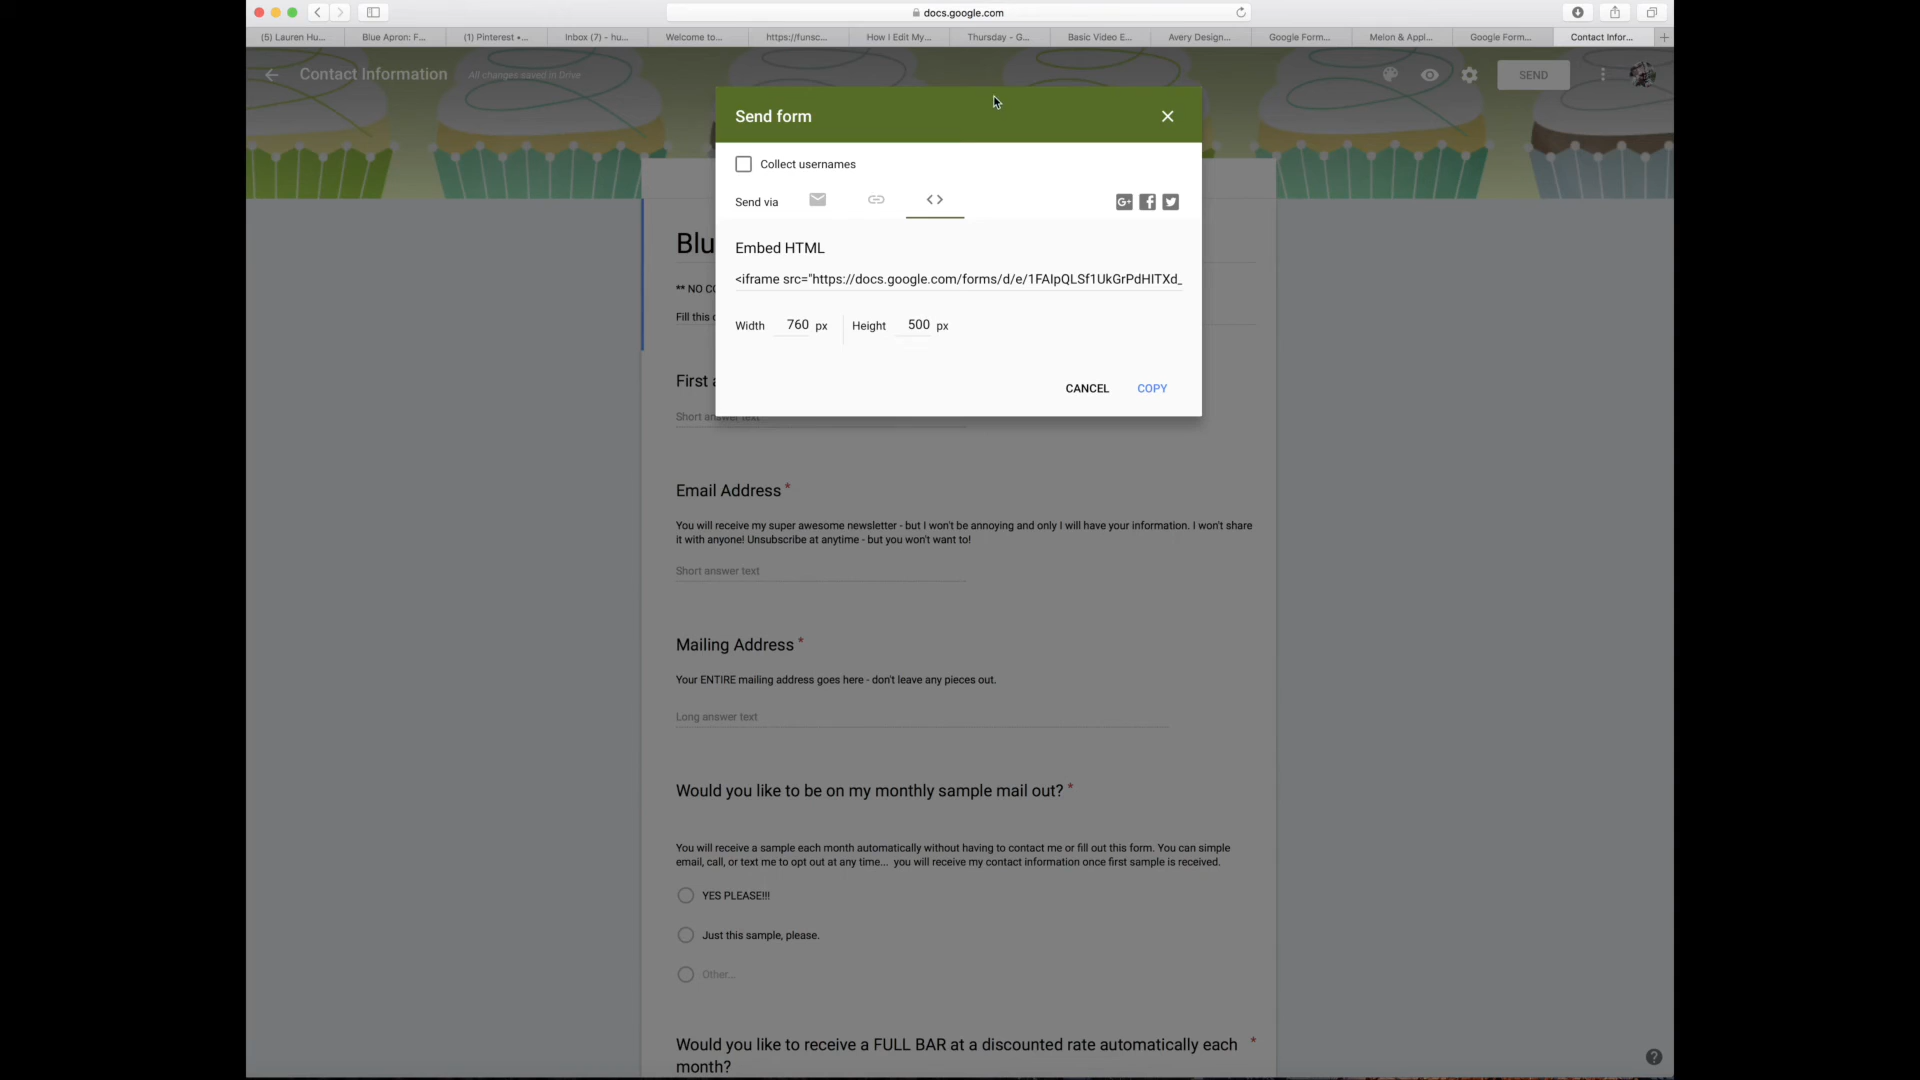 docs.google.com
(5) Lauren Hu...
Blue Apron: F...
(1) Pinterest •...
Inbox (7) - hu...
Welcome to...
https://funsc...
How I Edit My...
Thursday - G...
Basic Video E...
Avery Design...
Google Form...
Melon & Appl...
Google Form...
Contact Infor...
Contact Information
All changes saved in Drive
SEND
Send form
Collect usernames
Send via
G+
Embed HTML
<iframe src="https://docs.google.com/forms/d/e/1FAIpQLSf1UkGrPdHITXd_
Width 760 px Height 500 px
CANCEL COPY
Blu
** NO CO
Fill this
First
Short answer text
Email Address *
You will receive my super awesome newsletter - but I won't be annoying and only I will have your information. I won't share
it with anyone! Unsubscribe at anytime - but you won't want to!
Short answer text
Mailing Address *
Your ENTIRE mailing address goes here - don't leave any pieces out.
Long answer text
Would you like to be on my monthly sample mail out? *
You will receive a sample each month automatically without having to contact me or fill out this form. You can simple
email, call, or text me to opt out at any time... you will receive my contact information once first sample is received.
YES PLEASE!!!
Just this sample, please.
Other...
Would you like to receive a FULL BAR at a discounted rate automatically each *
month?